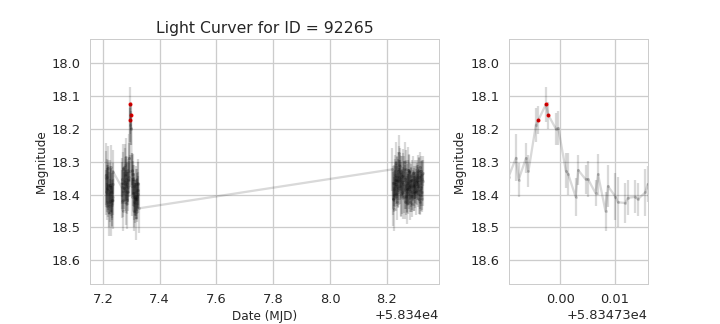 Light Curver for ID = 92265
18.0
18.1
18.2
18.3
18.4
18.5
18.6
Magnitude
7.2 7.4 7.6 7.8 8.0 8.2
Date (MJD)
+5.834e4
18.0
18.1
18.2
18.3
18.4
18.5
18.6
Magnitude
0.00 0.01
+5.83473e4